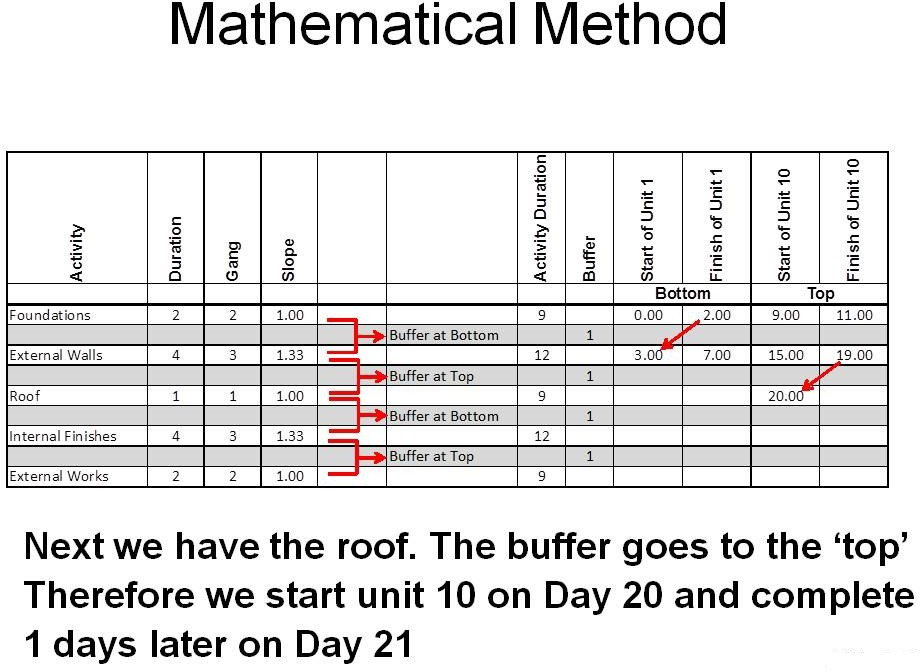 Mathematical Method
Activity Duration Gang Slope Activity Duration Buffer Start of Unit 1 Finish of Unit 1 Start of Unit 10 Finish of Unit 10
Bottom Top
Foundations 2 2 1.00 9 0.00 2.00 9.00 11.00
Buffer at Bottom 1
External Walls 4 3 1.33 12 3.00 7.00 15.00 19.00
Buffer at Top 1
Roof 1 1 1.00 9 20.00
Buffer at Bottom 1
Internal Finishes 4 3 1.33 12
Buffer at Top 1
External Works 2 2 1.00 9
Next we have the roof. The buffer goes to the ‘top’
Therefore we start unit 10 on Day 20 and complete
1 days later on Day 21